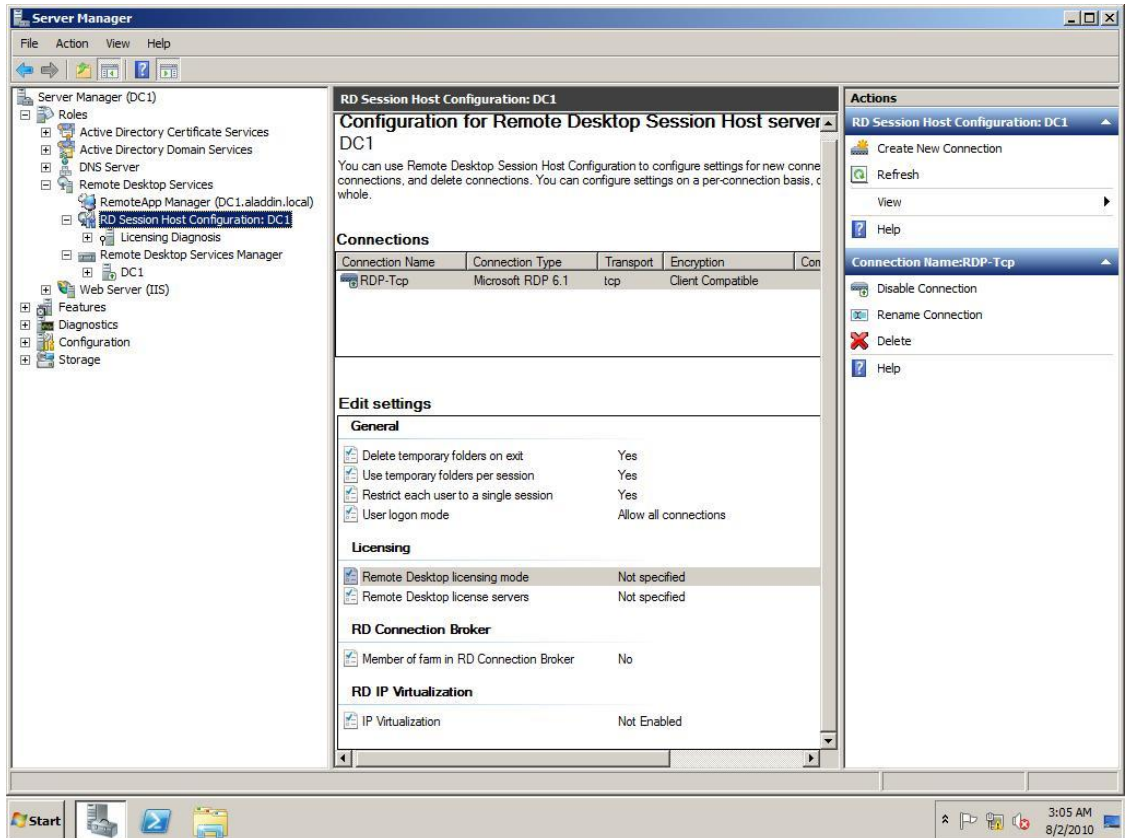 Server Manager
File Action View Help
Server Manager (DC1)
Roles
Active Directory Certificate Services
Active Directory Domain Services
DNS Server
Remote Desktop Services
RemoteApp Manager (DC1.aladdin.local)
RD Session Host Configuration: DC1
Licensing Diagnosis
Remote Desktop Services Manager
DC1
Web Server (IIS)
Features
Diagnostics
Configuration
Storage
RD Session Host Configuration: DC1
Configuration for Remote Desktop Session Host server
DC1
You can use Remote Desktop Session Host Configuration to configure settings for new conne
connections, and delete connections. You can configure settings on a per-connection basis, c
whole.
Connections
Connection Name Connection Type Transport Encryption Con
RDP-Tcp Microsoft RDP 6.1 tcp Client Compatible
Edit settings
General
Delete temporary folders on exit Yes
Use temporary folders per session Yes
Restrict each user to a single session Yes
User logon mode Allow all connections
Licensing
Remote Desktop licensing mode Not specified
Remote Desktop license servers Not specified
RD Connection Broker
Member of farm in RD Connection Broker No
RD IP Virtualization
IP Virtualization Not Enabled
Actions
RD Session Host Configuration: DC1
Create New Connection
Refresh
View
Help
Connection Name:RDP-Tcp
Disable Connection
Rename Connection
Delete
Help
Start
3:05 AM
8/2/2010